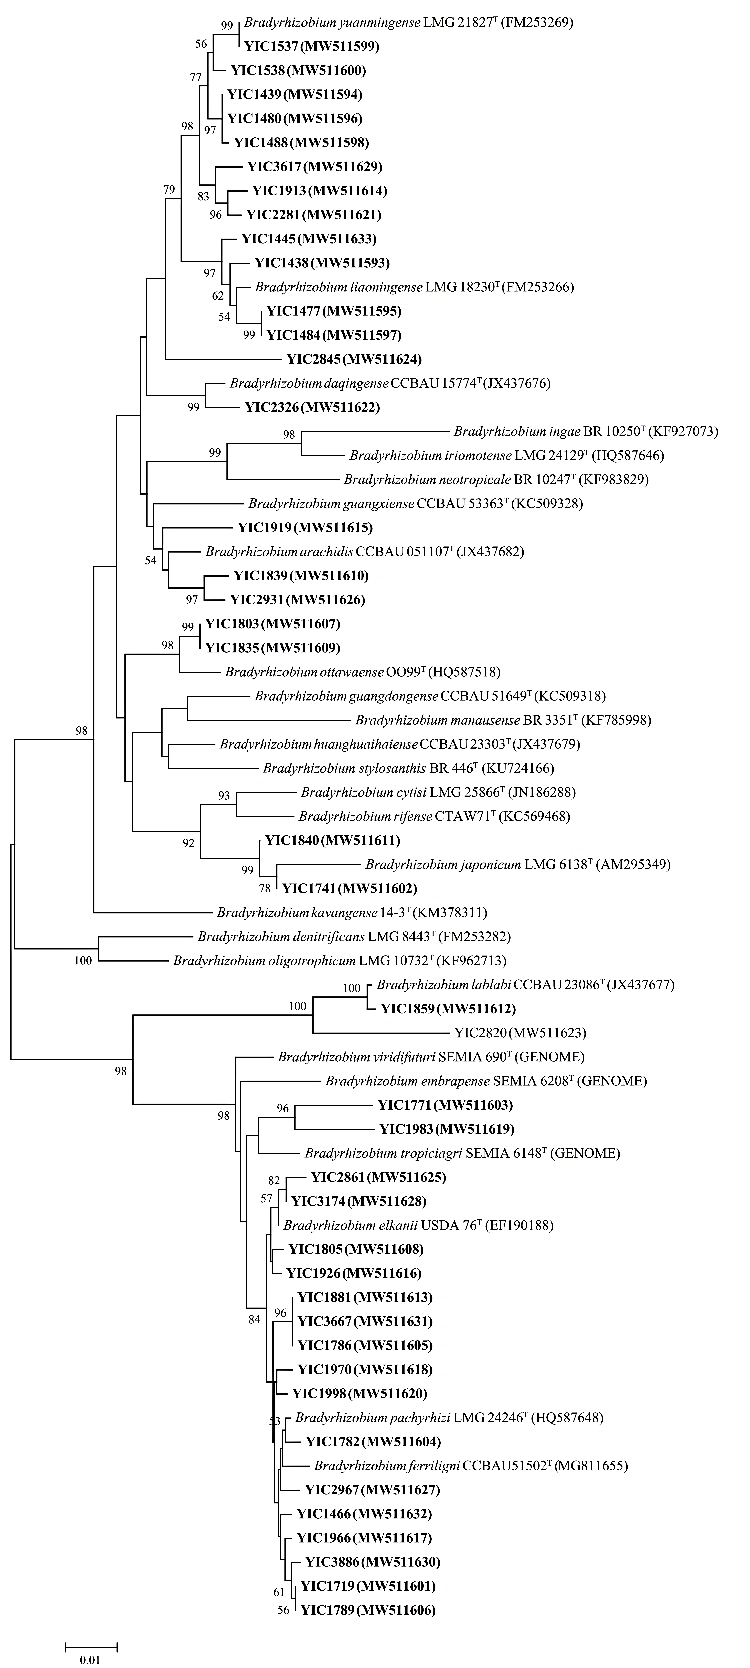 99
Bradyrhizobium yuanmingense LMG 21827T (FM253269)
YIC1537 (MW511599)
56
YIC1538 (MW511600)
77
YIC1439 (MW511594)
YIC1480 (MW511596)
97
YIC1488 (MW511598)
98
YIC3617 (MW511629)
YIC1913 (MW511614)
79
83
96
YIC2281 (MW511621)
YIC1445 (MW511633)
YIC1438 (MW511593)
97
Bradyrhizobium liaoningense LMG 18230T (FM253266)
62
YIC1477 (MW511595)
54
99
YIC1484 (MW511597)
YIC2845 (MW511624)
Bradyrhizobium daqingense CCBAU 15774T (JX437676)
99
YIC2326 (MW511622)
98
Bradyrhizobium ingae BR 10250T (KF927073)
99
Bradyrhizobium iriomotense LMG 24129T (HQ587646)
Bradyrhizobium neotropicale BR 10247T (KF983829)
Bradyrhizobium guangxiense CCBAU 53363T (KC509328)
YIC1919 (MW511615)
54
Bradyrhizobium arachidis CCBAU 051107T (JX437682)
YIC1839 (MW511610)
97
YIC2931 (MW511626)
99
YIC1803 (MW511607)
98
YIC1835 (MW511609)
Bradyrhizobium ottawaense OO99T (HQ587518)
Bradyrhizobium guangdongense CCBAU 51649T (KC509318)
Bradyrhizobium manausense BR 3351T (KF785998)
98
Bradyrhizobium huanghuaihaiense CCBAU 23303T (JX437679)
Bradyrhizobium stylosanthis BR 446T (KU724166)
93
Bradyrhizobium cytisi LMG 25866T (JN186288)
Bradyrhizobium rifense CTAW71T (KC569468)
92
YIC1840 (MW511611)
99
Bradyrhizobium japonicum LMG 6138T (AM295349)
78
YIC1741 (MW511602)
Bradyrhizobium kavangense 14-3T (KM378311)
Bradyrhizobium denitrificans LMG 8443T (FM253282)
100
Bradyrhizobium oligotrophicum LMG 10732T (KF962713)
100
Bradyrhizobium lablabi CCBAU 23086T (JX437677)
100
YIC1859 (MW511612)
YIC2820 (MW511623)
98
Bradyrhizobium viridifuturi SEMIA 690T (GENOME)
Bradyrhizobium embrapense SEMIA 6208T (GENOME)
98
96
YIC1771 (MW511603)
YIC1983 (MW511619)
Bradyrhizobium tropiciagri SEMIA 6148T (GENOME)
82
YIC2861 (MW511625)
57
YIC3174 (MW511628)
Bradyrhizobium elkanii USDA 76T (EF190188)
YIC1805 (MW511608)
YIC1926 (MW511616)
YIC1881 (MW511613)
84
96
YIC3667 (MW511631)
YIC1786 (MW511605)
YIC1970 (MW511618)
YIC1998 (MW511620)
53
Bradyrhizobium pachyrhizi LMG 24246T (HQ587648)
YIC1782 (MW511604)
Bradyrhizobium ferriligni CCBAU51502T (MG811655)
YIC2967 (MW511627)
YIC1466 (MW511632)
YIC1966 (MW511617)
YIC3886 (MW511630)
61
YIC1719 (MW511601)
56
YIC1789 (MW511606)
0.01